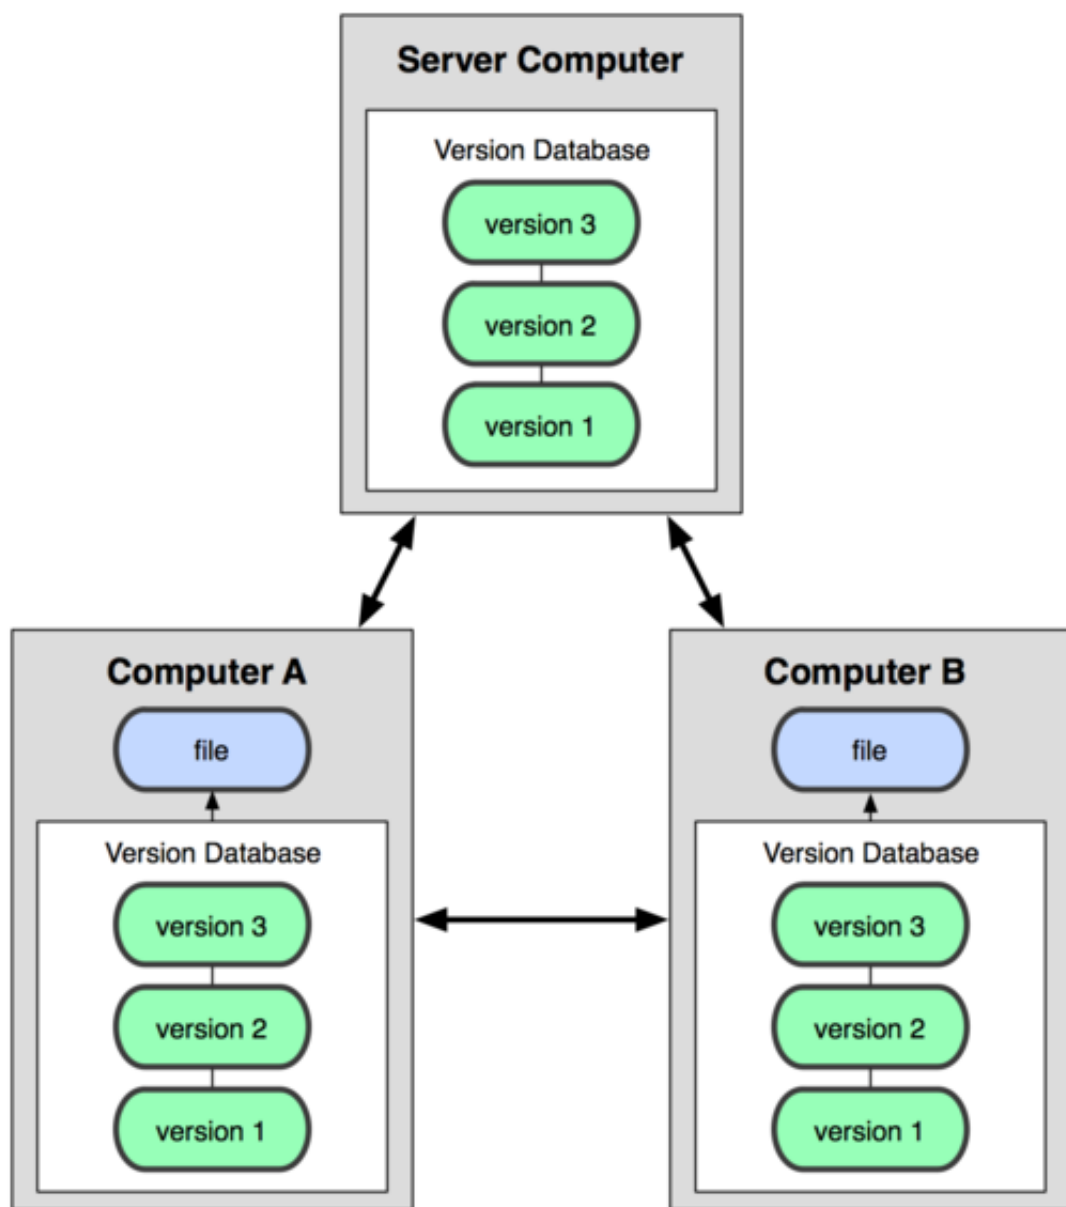 Server Computer
Version Database
version 3
version 2
version 1
Computer A
file
Version Database
version 3
version 2
version 1
Computer B
file
Version Database
version 3
version 2
version 1